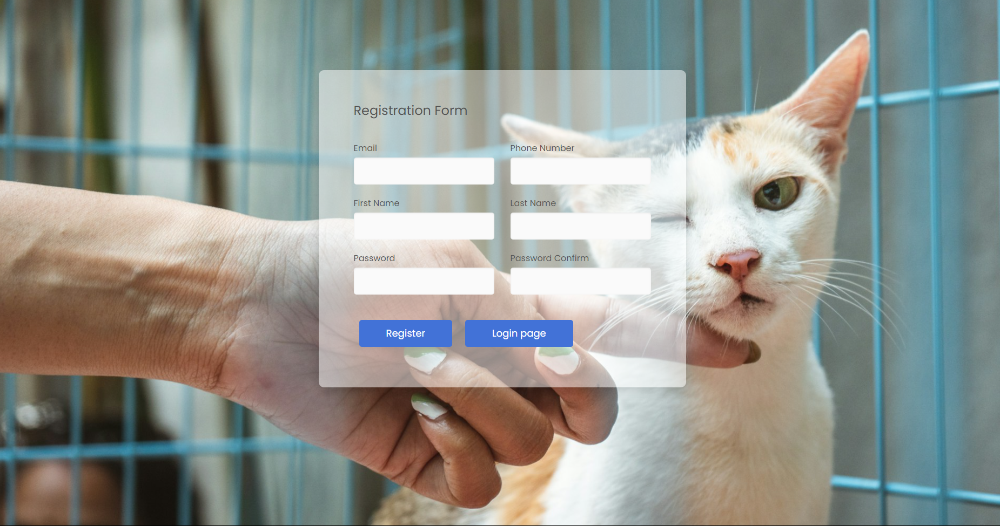 Registration Form
Email
Phone Number
First Name
Last Name
Password
Password Confirm
Register
Login page